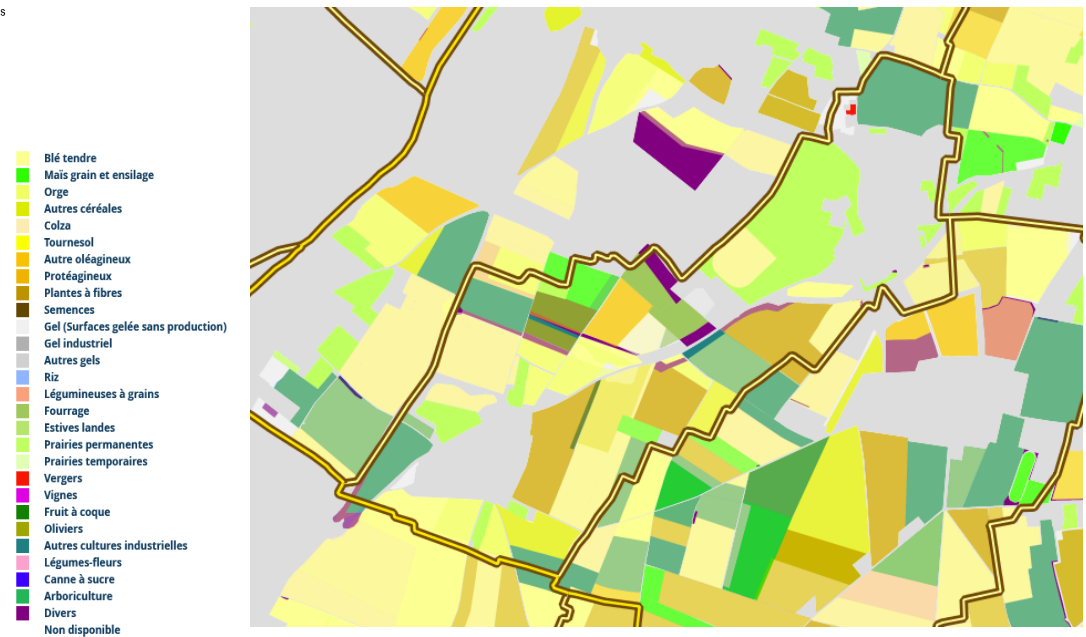 s
Blé tendre
Maïs grain et ensilage
Orge
Autres céréales
Colza
Tournesol
Autre oléagineux
Protéagineux
Plantes à fibres
Semences
Gel (Surfaces gelée sans production)
Gel industriel
Autres gels
Riz
Légumineuses à grains
Fourrage
Estives landes
Prairies permanentes
Prairies temporaires
Vergers
Vignes
Fruit à coque
Oliviers
Autres cultures industrielles
Légumes-fleurs
Canne à sucre
Arboriculture
Divers
Non disponible